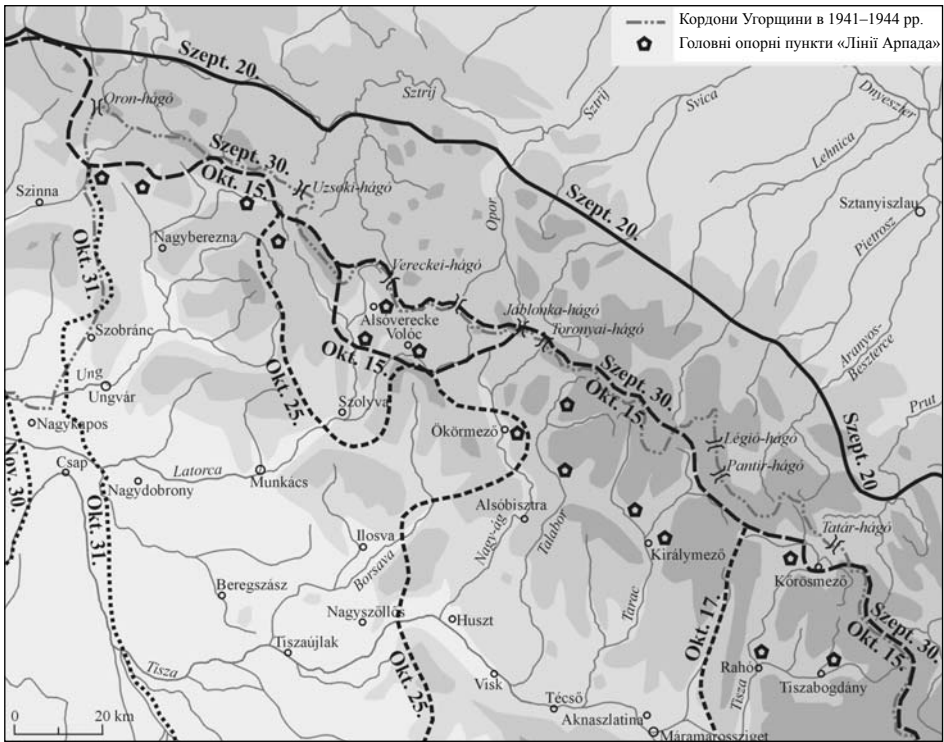 Кордони Угорщини в 1941–1944 рр.
Головні опорні пункти «Лінії Арпада»
Szept. 20.
Sztrij
Sztrij
Svica
Dnyeszter
Oron-hágó
Lehnica
Szept. 30.
Okt. 15.
Uzsoki-hágó
Szinna
Opor
Szept. 20.
Sztanyiszlau
Pietrosz
Nagyberezna
Okt. 31.
Vereckei-hágó
Alsóverecke
Jáblonka-hágó
Toronyai-hágó
Szobránc
Volóc
Okt. 15.
Szept. 30.
Okt. 15.
Aranyos-
Beszterce
Ung
Ungvár
Okt. 25.
Szolyva
Prut
Nagykapos
Ökörmező
Légió-hágó
Csap
Latorca
Munkács
Pantir-hágó
Szept. 20
Nov. 30.
Nagydobrony
Okt. 31.
Alsóbisztra
Nagy-ág
Talabor
Tatár-hágó
Ilosva
Borsava
Királymező
Kőrösmező
Beregszász
Nagyszőllős
Huszt
Tarac
Okt. 17.
Szept. 30.
Okt. 15.
Tiszaújlak
Tisza
Okt. 25.
Visk
Rahó
Tisza
Tiszabogdány
Técső
Aknaszlatina
Máramarossziget
0 20 km